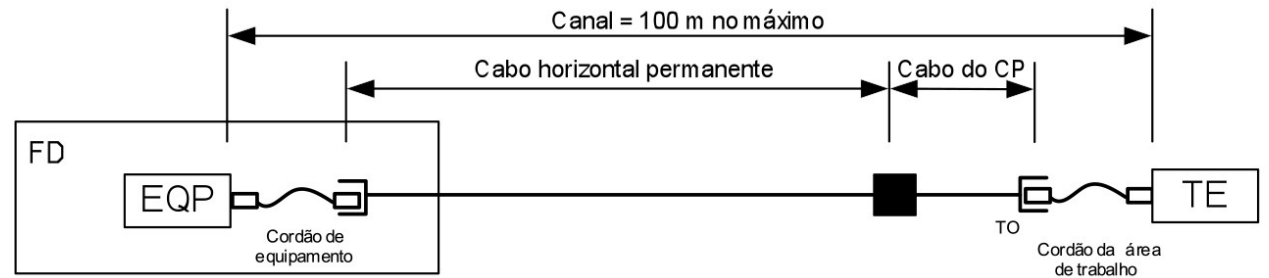 Canal = 100 m no máximo
Cabo horizontal permanente
Cabo do CP
FD
EQP
TE
TO
Cordão de
equipamento
Cordão da área
de trabalho